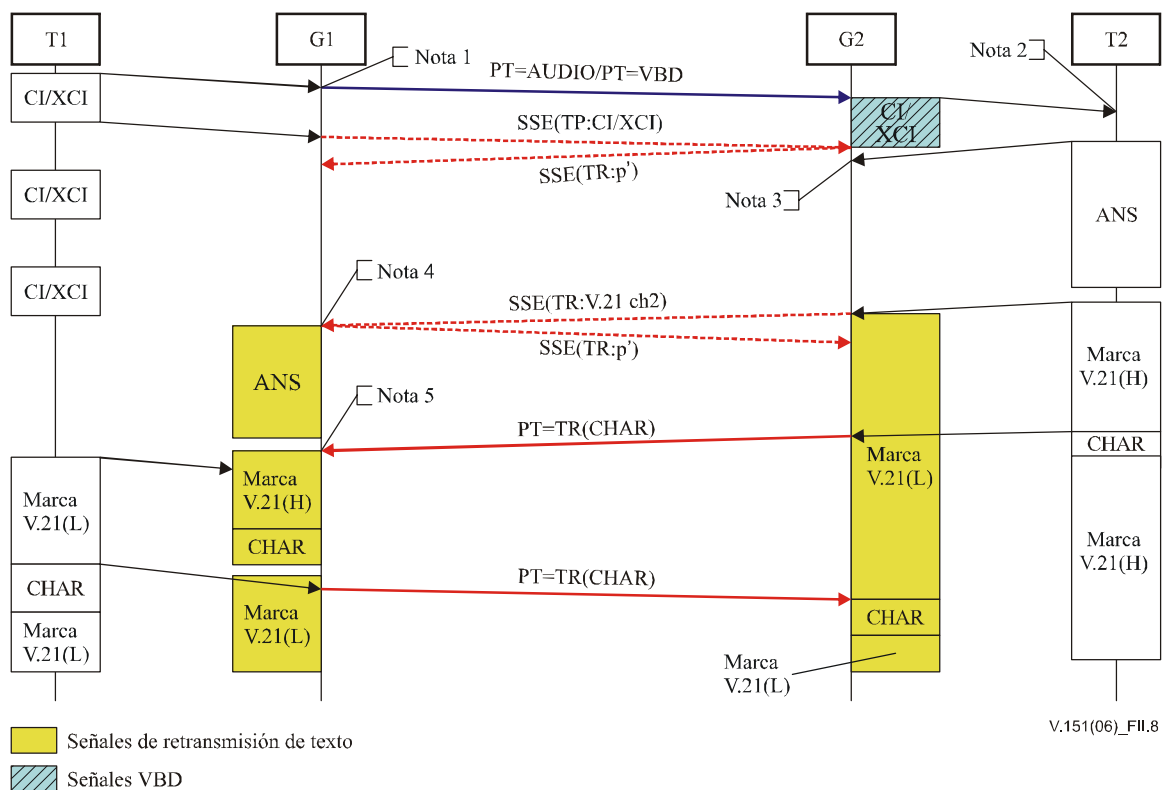 T1
G1
G2
T2
Nota 1
Nota 2
PT=AUDIO/PT=VBD
CI/XCI
CI/
XCI
SSE(TP:CI/XCI)
SSE(TR:p')
CI/XCI
Nota 3
ANS
CI/XCI
Nota 4
SSE(TR:V.21 ch2)
SSE(TR:p')
Marca
V.21(H)
ANS
Nota 5
PT=TR(CHAR)
CHAR
Marca
V.21(L)
Marca
V.21(H)
Marca
V.21(L)
CHAR
Marca
V.21(H)
PT=TR(CHAR)
CHAR
Marca
V.21(L)
CHAR
Marca
V.21(L)
Marca
V.21(L)
V.151(06)_FII.8
Señales de retransmisión de texto
Señales VBD